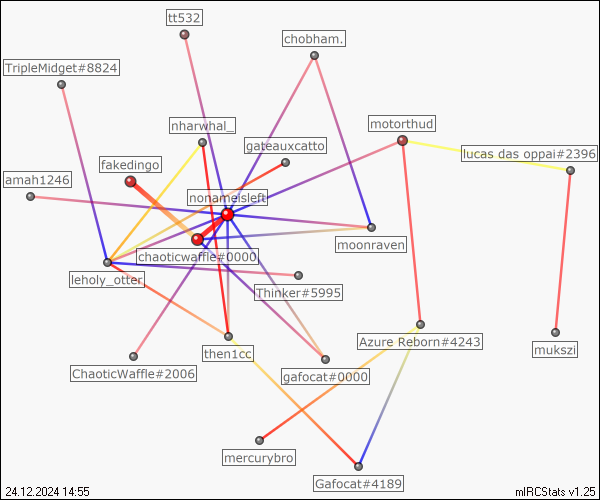 tt532
chobham.
TripleMidget#8824
nharwhal_
motorthud
gateauxcatto
lucas das oppai#2396
fakedingo
amah1246
nonameisleft
moonraven
chaoticwaffle#0000
leholy_otter
Thinker#5995
Azure Reborn#4243
mukszi
then1cc
ChaoticWaffle#2006
gafocat#0000
mercurybro
Gafocat#4189
24.12.2024 14:55
mIRCStats v1.25